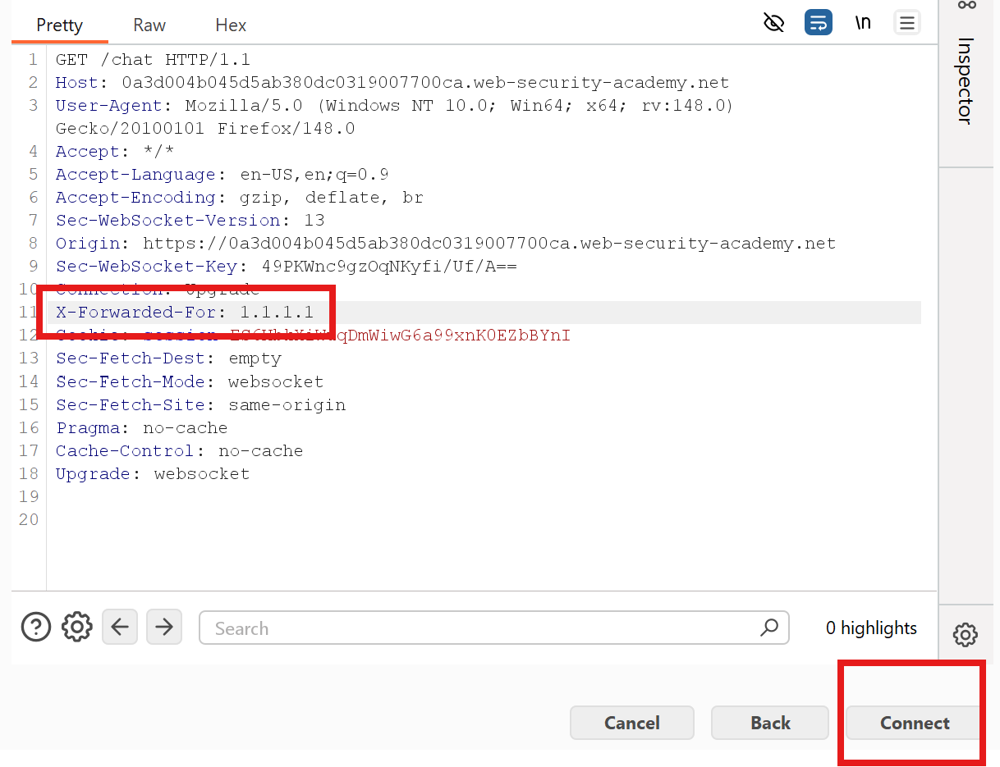 Pretty Raw Hex \n
Inspector
1 GET /chat HTTP/1.1
2 Host: 0a3d004b045d5ab380dc0319007700ca.web-security-academy.net
3 User-Agent: Mozilla/5.0 (Windows NT 10.0; Win64; x64; rv:148.0)
Gecko/20100101 Firefox/148.0
4 Accept: */*
5 Accept-Language: en-US,en;q=0.9
6 Accept-Encoding: gzip, deflate, br
7 Sec-WebSocket-Version: 13
8 Origin: https://0a3d004b045d5ab380dc0319007700ca.web-security-academy.net
9 Sec-WebSocket-Key: 49PKWnc9gzOqNKyfi/Uf/A==
10 Connection: Upgrade
11 X-Forwarded-For: 1.1.1.1
12 Cookie: session
13 Sec-Fetch-Dest: empty
14 Sec-Fetch-Mode: websocket
15 Sec-Fetch-Site: same-origin
16 Pragma: no-cache
17 Cache-Control: no-cache
18 Upgrade: websocket
19
20
Search
0 highlights
Cancel Back Connect